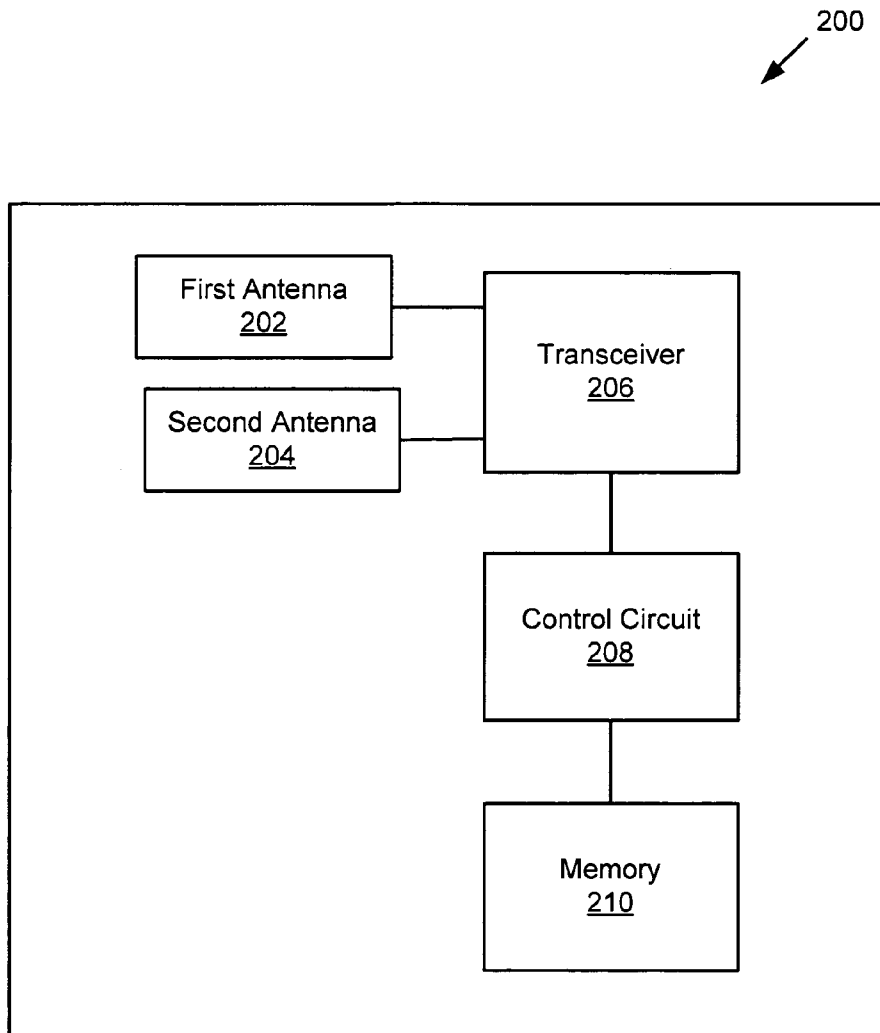 200
First Antenna
202
Transceiver
206
Second Antenna
204
Control Circuit
208
Memory
210